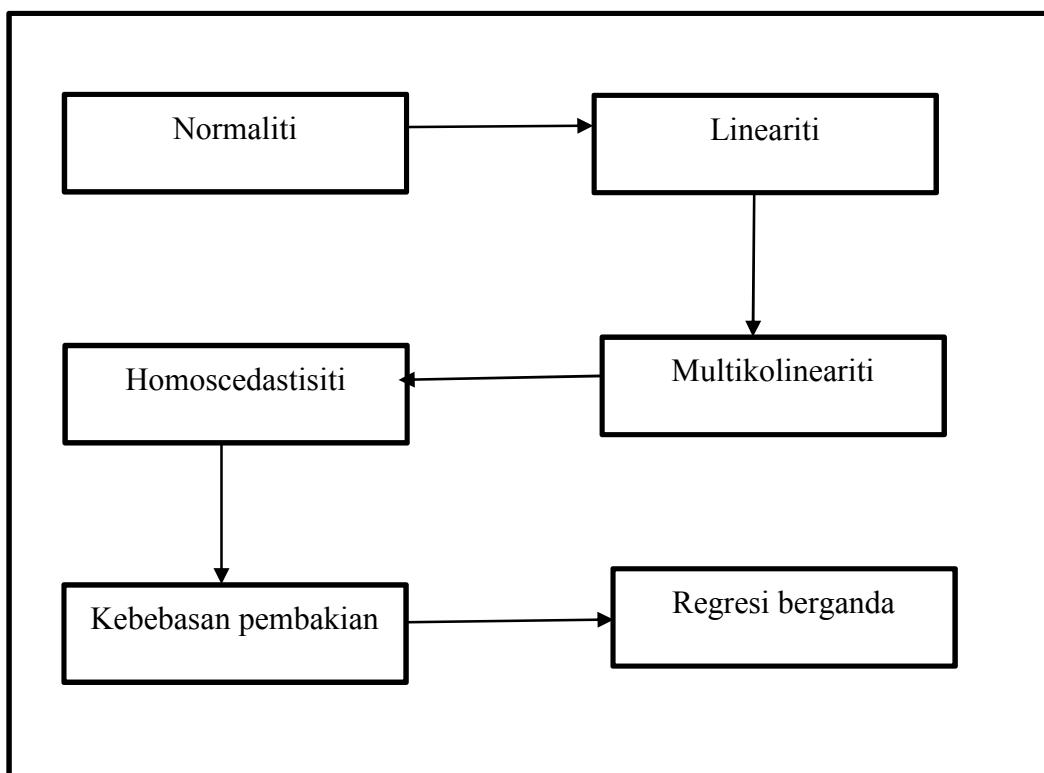 Normaliti
Lineariti
Multikolineariti
Homoscedastisiti
Kebebasan pembakian
Regresi berganda